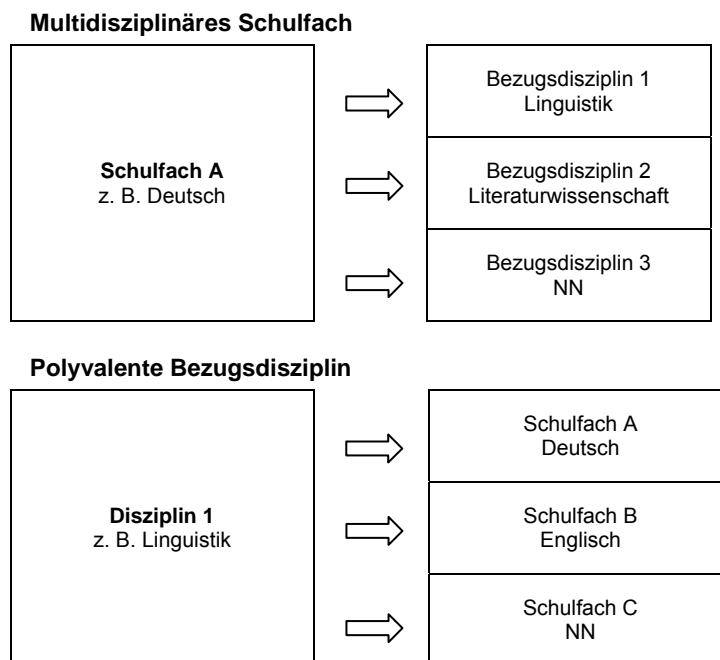 Multidisziplinäres Schulfach
Schulfach A
z. B. Deutsch
Bezugsdisziplin 1
Linguistik
Bezugsdisziplin 2
Literaturwissenschaft
Bezugsdisziplin 3
NN
Polyvalente Bezugsdisziplin
Disziplin 1
z. B. Linguistik
Schulfach A
Deutsch
Schulfach B
Englisch
Schulfach C
NN